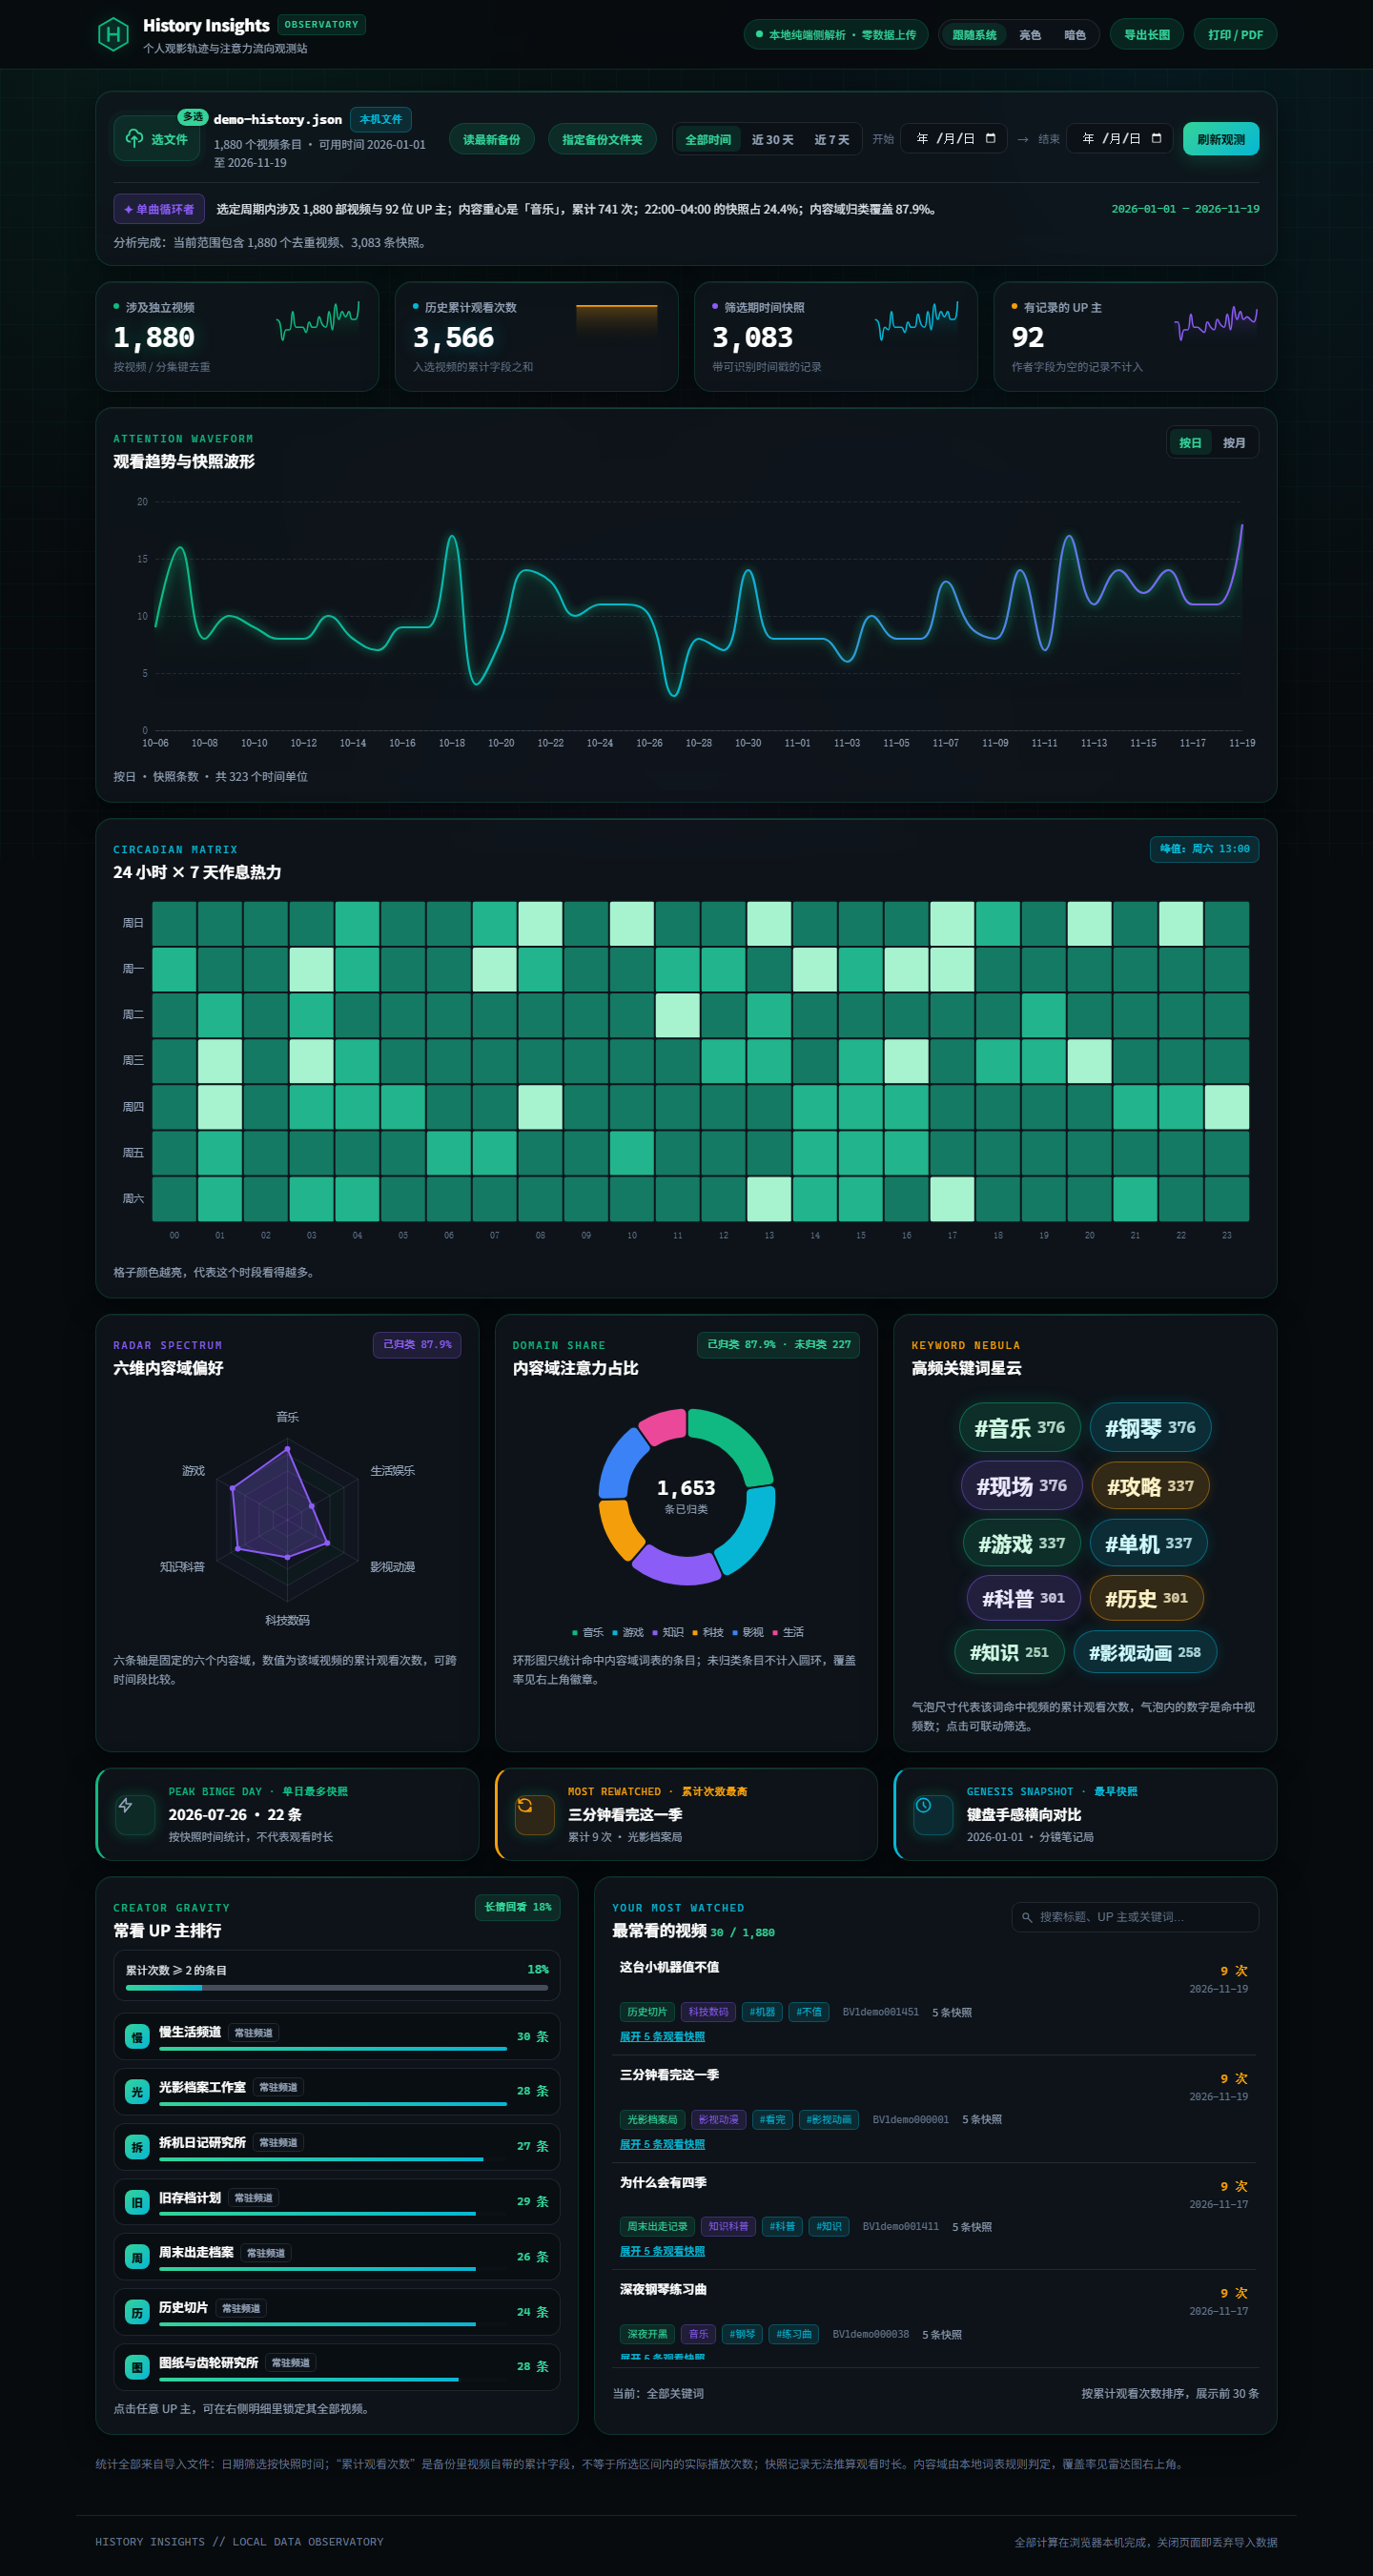 History Insights OBSERVATORY
个人观影轨迹与注意力流向观测站
本地纯端侧解析 · 零数据上传
跟随系统 亮色 暗色
导出长图
打印 / PDF
选文件
多选
demo-history.json 本机文件
1,880 个视频条目 · 可用时间 2026-01-01
至 2026-11-19
读最新备份
指定备份文件夹
全部时间 近 30 天 近 7 天
开始 年 /月/日 → 结束 年 /月/日
刷新观测
✦ 单曲循环者 选定周期内涉及 1,880 部视频与 92 位 UP 主；内容重心是「音乐」，累计 741 次；22:00–04:00 的快照占 24.4%；内容域归类覆盖 87.9%。
2026-01-01 — 2026-11-19
分析完成：当前范围包含 1,880 个去重视频、3,083 条快照。
涉及独立视频
1,880
按视频 / 分集键去重
历史累计观看次数
3,566
入选视频的累计字段之和
筛选期时间快照
3,083
带可识别时间戳的记录
有记录的 UP 主
92
作者字段为空的记录不计入
ATTENTION WAVEFORM
观看趋势与快照波形
按日 按月
20
15
10
5
0
10-06 10-08 10-10 10-12 10-14 10-16 10-18 10-20 10-22 10-24 10-26 10-28 10-30 11-01 11-03 11-05 11-07 11-09 11-11 11-13 11-15 11-17 11-19
按日 · 快照条数 · 共 323 个时间单位
CIRCADIAN MATRIX
24 小时 × 7 天作息热力
峰值：周六 13:00
周日
周一
周二
周三
周四
周五
周六
00 01 02 03 04 05 06 07 08 09 10 11 12 13 14 15 16 17 18 19 20 21 22 23
格子颜色越亮，代表这个时段看得越多。
RADAR SPECTRUM
六维内容域偏好
已归类 87.9%
音乐
生活娱乐
影视动漫
科技数码
知识科普
游戏
六条轴是固定的六个内容域，数值为该域视频的累计观看次数，可跨
时间段比较。
DOMAIN SHARE
内容域注意力占比
已归类 87.9% · 未归类 227
1,653
条已归类
音乐 游戏 知识 科技 影视 生活
环形图只统计命中内容域词表的条目；未归类条目不计入圆环，覆盖
率见右上角徽章。
KEYWORD NEBULA
高频关键词星云
#音乐 376 #钢琴 376
#现场 376 #攻略 337
#游戏 337 #单机 337
#科普 301 #历史 301
#知识 251 #影视动画 258
气泡尺寸代表该词命中视频的累计观看次数，气泡内的数字是命中视
频数；点击可联动筛选。
PEAK BINGE DAY · 单日最多快照
2026-07-26 · 22 条
按快照时间统计，不代表观看时长
MOST REWATCHED · 累计次数最高
三分钟看完这一季
累计 9 次 · 光影档案局
GENESIS SNAPSHOT · 最早快照
键盘手感横向对比
2026-01-01 · 分镜笔记局
CREATOR GRAVITY
常看 UP 主排行
长情回看 18%
累计次数 ≥ 2 的条目 18%
慢 慢生活频道 常驻频道 30 条
光 光影档案工作室 常驻频道 28 条
拆 拆机日记研究所 常驻频道 27 条
旧 旧存档计划 常驻频道 29 条
周 周末出走档案 常驻频道 26 条
历 历史切片 常驻频道 24 条
图 图纸与齿轮研究所 常驻频道 28 条
点击任意 UP 主，可在右侧明细里锁定其全部视频。
YOUR MOST WATCHED
最常看的视频 30 / 1,880
搜索标题、UP 主或关键词...
这台小机器值不值 9 次
2026-11-19
历史切片 科技数码 #机器 #不值 BV1demo001451 5 条快照
展开 5 条观看快照
三分钟看完这一季 9 次
2026-11-19
光影档案局 影视动漫 #看完 #影视动画 BV1demo000001 5 条快照
展开 5 条观看快照
为什么会有四季 9 次
2026-11-17
周末出走记录 知识科普 #科普 #知识 BV1demo001411 5 条快照
展开 5 条观看快照
深夜钢琴练习曲 9 次
2026-11-17
深夜开黑 音乐 #钢琴 #练习曲 BV1demo000038 5 条快照
展开 5 条观看快照
当前：全部关键词 按累计观看次数排序，展示前 30 条
统计全部来自导入文件：日期筛选按快照时间；“累计观看次数”是备份里视频自带的累计字段，不等于所选区间内的实际播放次数；快照记录无法推算观看时长。内容域由本地词表规则判定，覆盖率见雷达图右上角。
HISTORY INSIGHTS // LOCAL DATA OBSERVATORY
全部计算在浏览器本机完成，关闭页面即丢弃导入数据